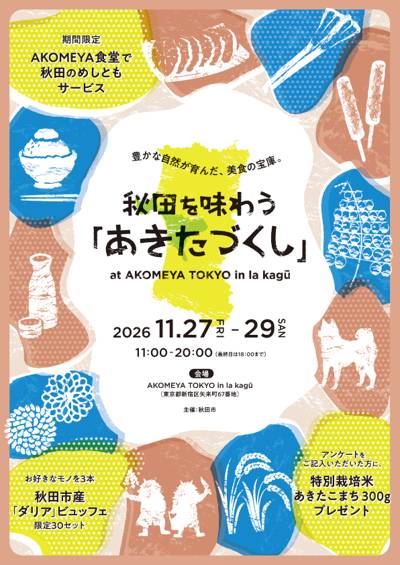 期間限定
AKOMEYA食堂で
秋田のめしとも
サービス
豊かな自然が育んだ、美食の宝庫。
秋田を味わう
「あきたづくし」
at AKOMEYA TOKYO in la kagū
2026 11.27 FRI – 29 SAN
11:00-20:00 (最終日は18:00まで)
会場
AKOMEYA TOKYO in la kagū
(東京都新宿区矢来町67番地)
主催:秋田市
お好きなモノを3本
秋田市産
「ダリア」ビュッフェ
限定30セット
アンケートを
ご記入いただいた方に、
特別栽培米
あきたこまち300g
プレゼント